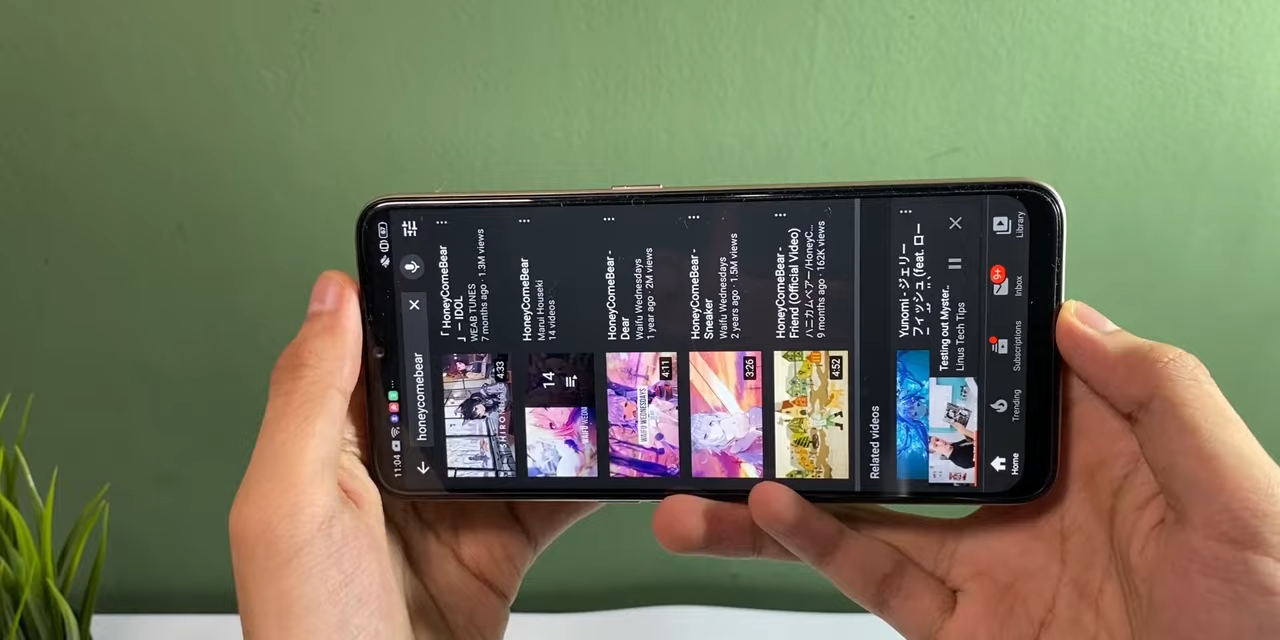 11:04
67
honeycomebear
「HoneyComeBear
」 – IDOL
WEAB TUNES
7 months ago · 1.3M views
4:33
HoneyComeBear
Marui Houseki
14 videos
14
HoneyComeBear -
Dear
Waifu Wednesdays
1 year ago · 2M views
4:11
WAIFU WEDNESDAYS
HoneyComeBear -
Sneaker
Waifu Wednesdays
2 years ago · 1.5M views
3:26
HoneyComeBear -
Friend (Official Video)
ハニカムベアー/HoneyC...
9 months ago · 162K views
4:52
Related videos
Yunomi - ジェリー
フィッシュ (feat. ロー
Testing out Myster..
Linus Tech Tips
Home
Trending
Subscriptions
9+
Inbox
Library